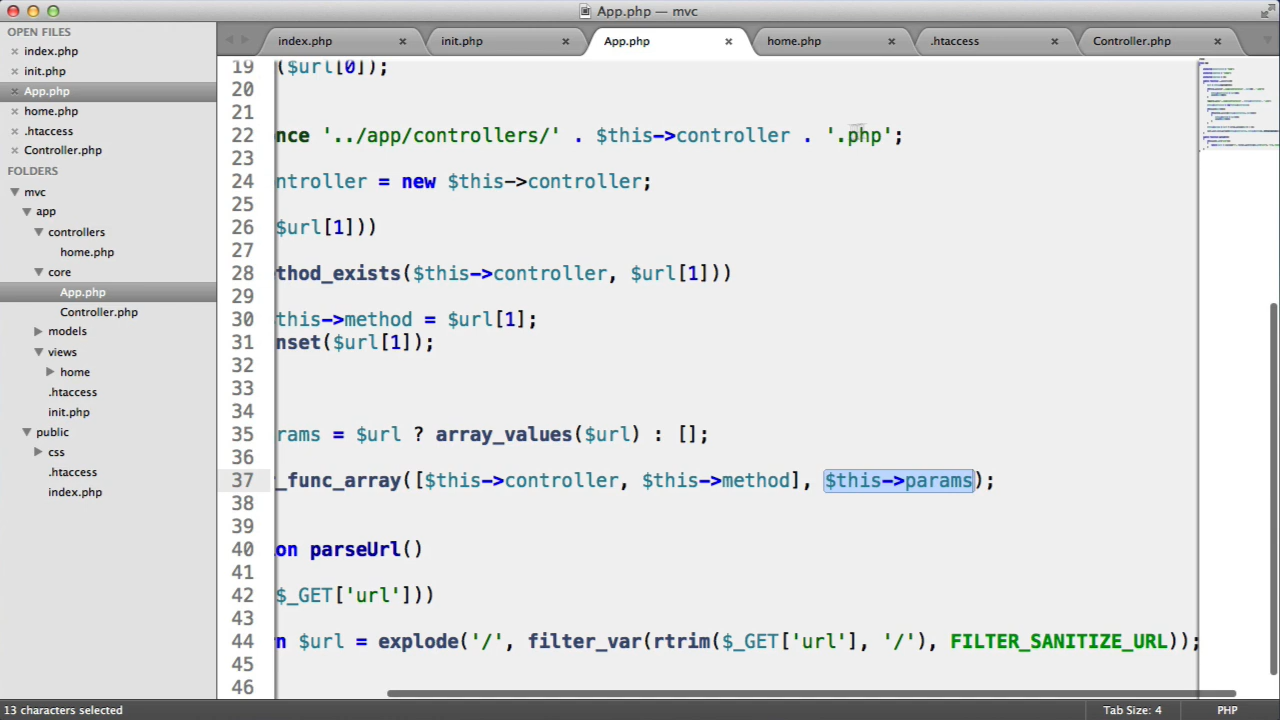 App.php — mvc
OPEN FILES
index.php
init.php
App.php
home.php
.htaccess
Controller.php
FOLDERS
mvc
app
controllers
home.php
core
App.php
Controller.php
models
views
home
.htaccess
init.php
public
css
.htaccess
index.php
index.php
init.php
App.php
home.php
.htaccess
Controller.php
19 ($url[0]);
20
21
22 nce '../app/controllers/' . $this->controller . '.php';
23
24 ntroller = new $this->controller;
25
26 $url[1]))
27
28 thod_exists($this->controller, $url[1]))
29
30 this->method = $url[1];
31 nset($url[1]);
32
33
34
35 rams = $url ? array_values($url) : [];
36
37 _func_array([$this->controller, $this->method], $this->params);
38
39
40 on parseUrl()
41
42 $_GET['url']))
43
44 n $url = explode('/', filter_var(rtrim($_GET['url'], '/'), FILTER_SANITIZE_URL));
45
46
13 characters selected
Tab Size: 4
PHP